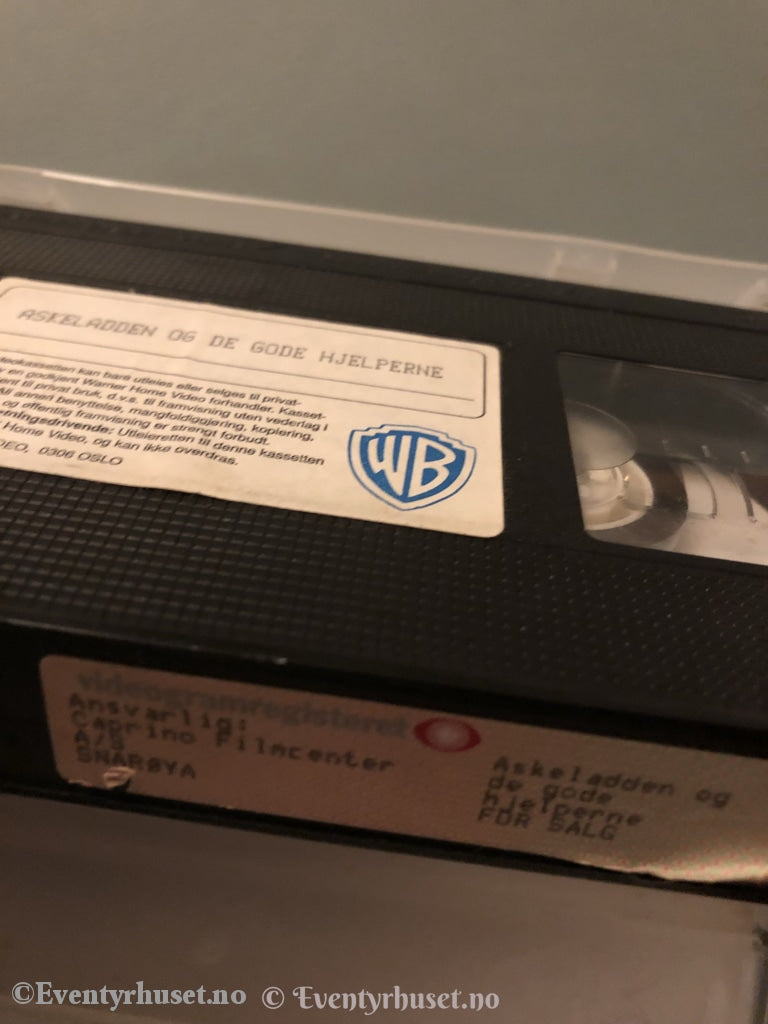 ASKELADDEN OG DE GODE HJELPERNE
kan bare utleies eller selges til privat-
en godkjent Warner Home Video forhandler. Kasset-
til privat bruk, d.v.s. til framvisning uten vederlag i
annen benyttelse, mangfoldiggjøring, kopiering,
og offentlig framvisning er strengt forbudt.
Utleieretten til denne kassetten
Home Video, og kan ikke overdras.
0306 OSLO
WB
videogramregisteret
Ansvarlig:
Caprino Filmcenter
A/S
SNARØYA
Askeladden og
de gode
hjelperne
FOR SALG
©Eventyrhuset.no © Eventyrhuset.no